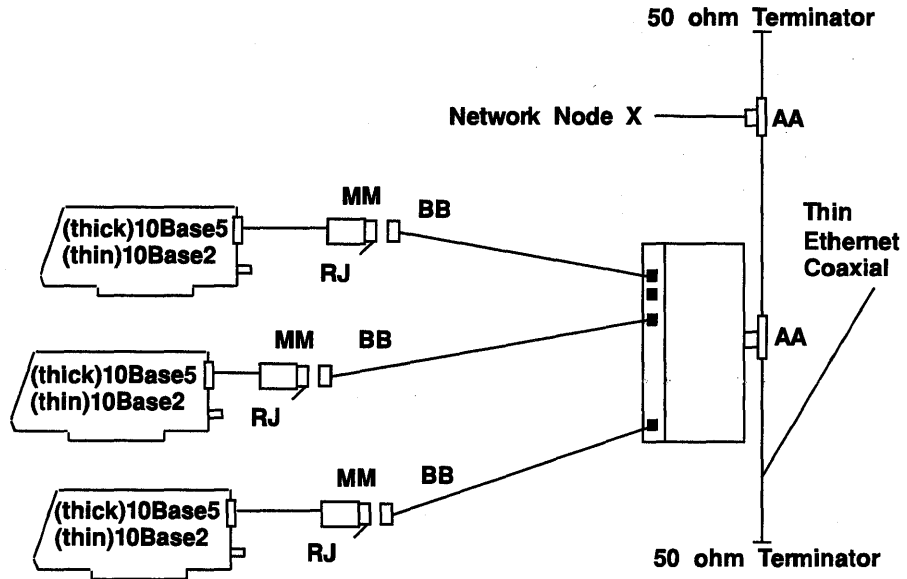 50 ohm Terminator
Network Node X
AA
MM
BB
Thin
Ethernet
Coaxial
(thick)10Base5
(thin)10Base2
RJ
MM
BB
AA
(thick)10Base5
(thin)10Base2
RJ
MM
BB
(thick)10Base5
(thin)10Base2
RJ
50 ohm Terminator